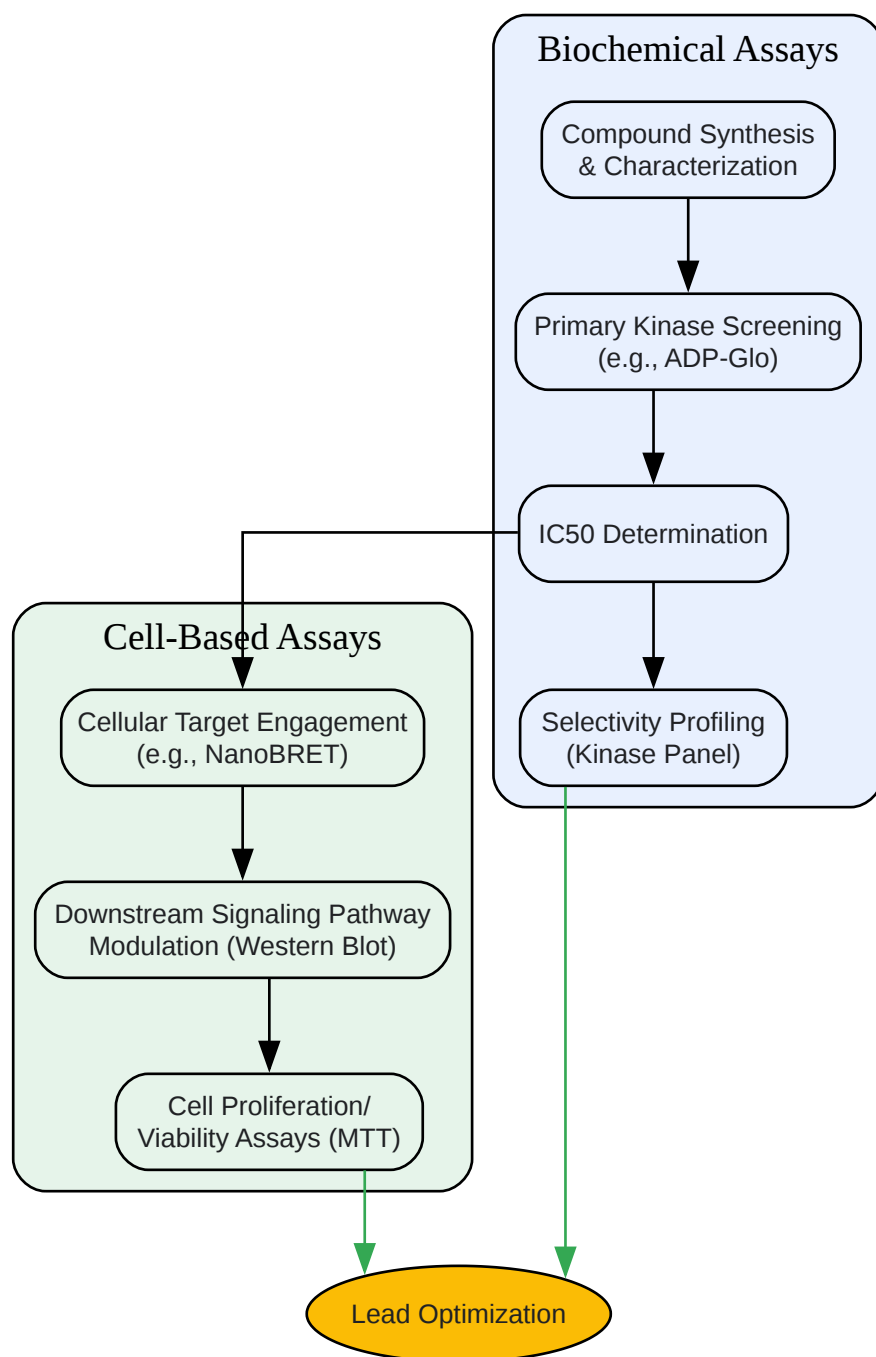 Biochemical Assays
Compound Synthesis
& Characterization
Primary Kinase Screening
(e.g., ADP-Glo)
IC50 Determination
Selectivity Profiling
(Kinase Panel)
Cell-Based Assays
Cellular Target Engagement
(e.g., NanoBRET)
Downstream Signaling Pathway
Modulation (Western Blot)
Cell Proliferation/
Viability Assays (MTT)
Lead Optimization